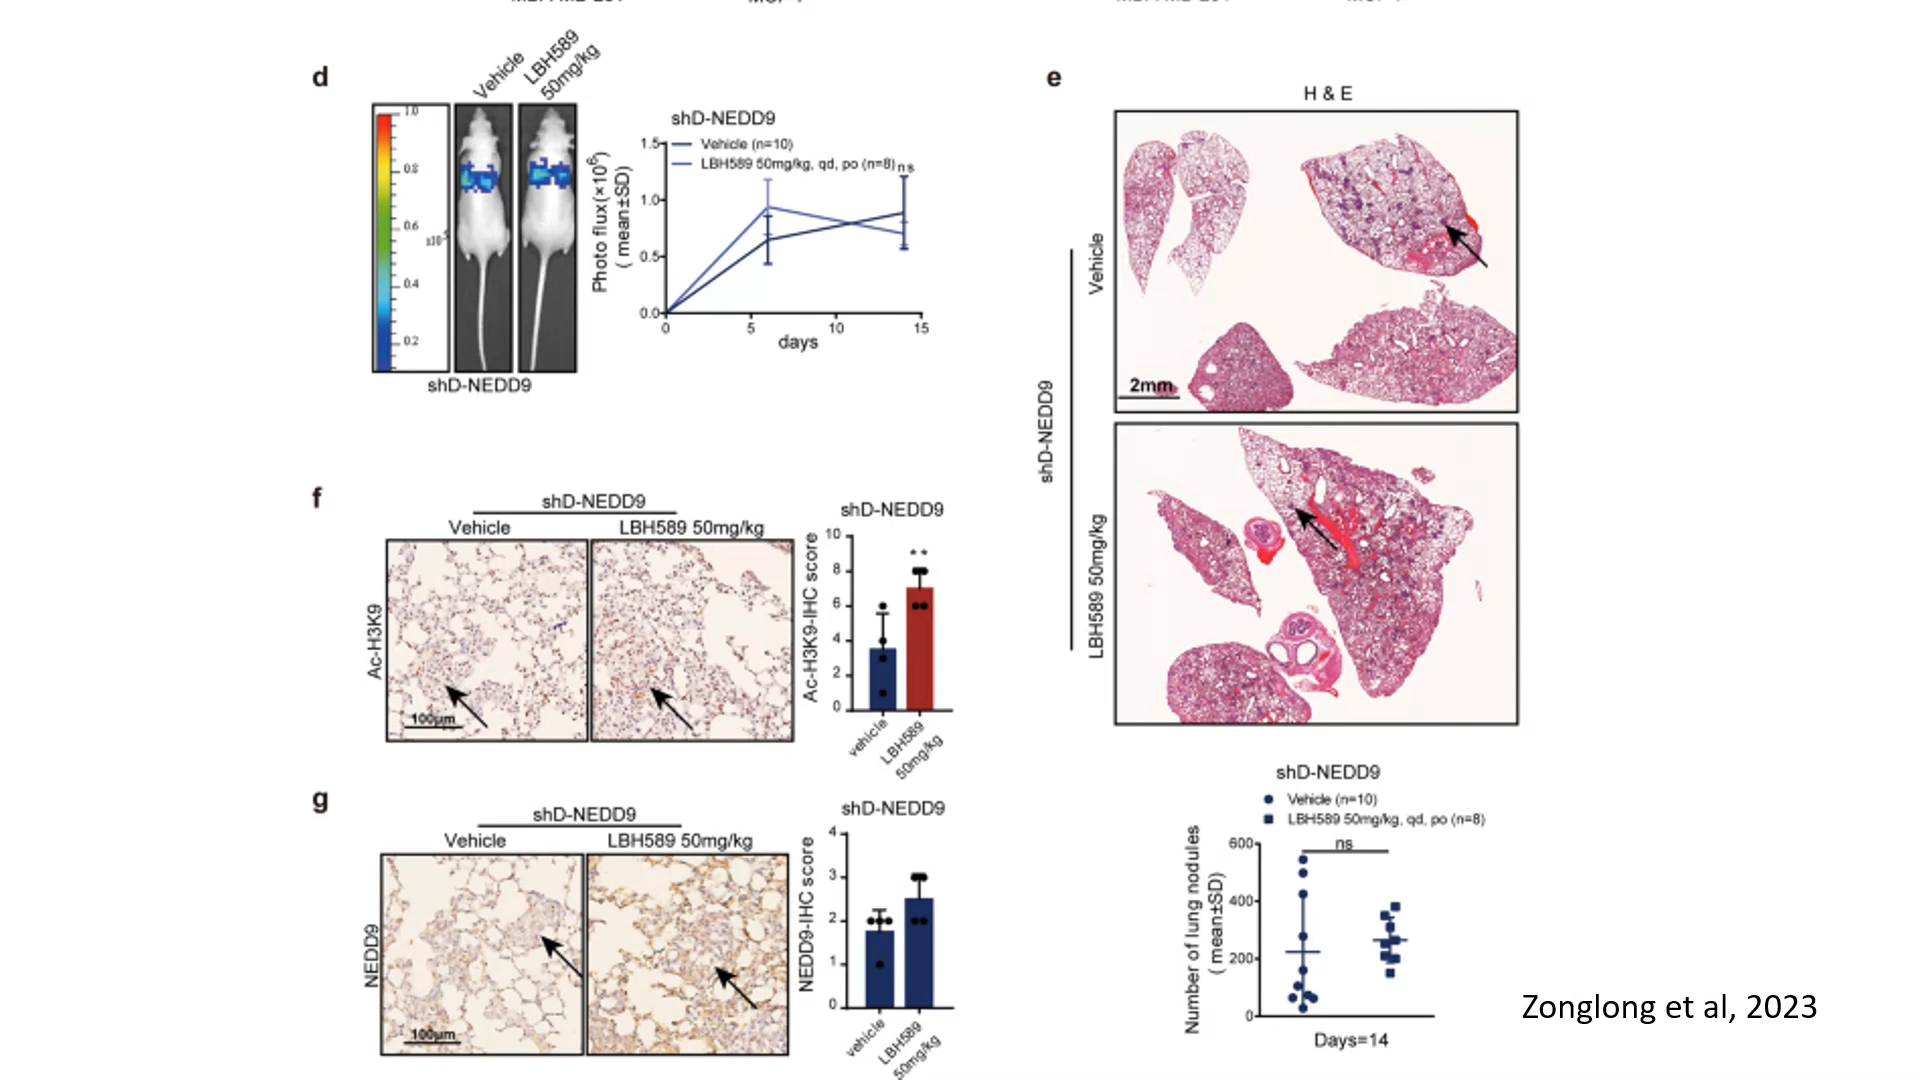 d
Vehicle
LBH589
50mg/kg
1.0
0.8
0.6
0.4
0.2
shD-NEDD9
shD-NEDD9
Vehicle (n=10)
LBH589 50mg/kg, qd, po (n=8)
ns
Photo flux(×10⁶)
( mean±SD)
1.5
1.0
0.5
0.0
0
5
10
15
days
e
H & E
shD-NEDD9
Vehicle
2mm
LBH589 50mg/kg
shD-NEDD9
Vehicle (n=10)
LBH589 50mg/kg, qd, po (n=8)
ns
Number of lung nodules
( mean±SD)
600
400
200
0
Days=14
f
shD-NEDD9
Vehicle
LBH589 50mg/kg
Ac-H3K9
100μm
shD-NEDD9
**
Ac-H3K9-IHC score
10
8
6
4
2
0
vehicle
LBH589
50mg/kg
g
shD-NEDD9
Vehicle
LBH589 50mg/kg
NEDD9
100μm
shD-NEDD9
NEDD9-IHC score
4
3
2
1
0
vehicle
LBH589
50mg/kg
Zonglong et al, 2023